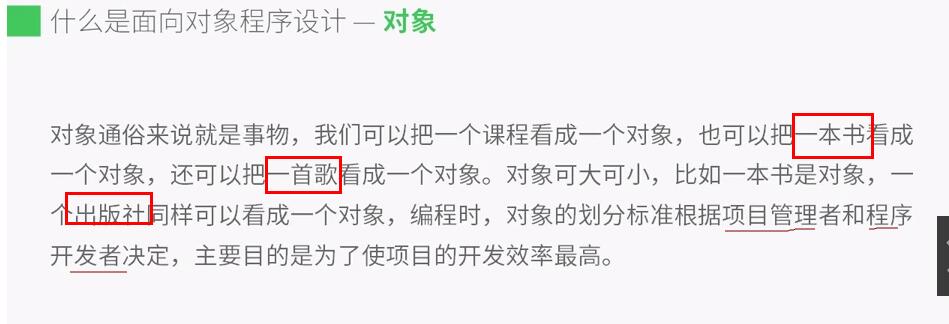 什么是面向对象程序设计 — 对象
对象通俗来说就是事物，我们可以把一个课程看成一个对象，也可以把一本书看成
一个对象，还可以把一首歌看成一个对象。对象可大可小，比如一本书是对象，一
个出版社同样可以看成一个对象，编程时，对象的划分标准根据项目管理者和程序
开发者决定，主要目的是为了使项目的开发效率最高。